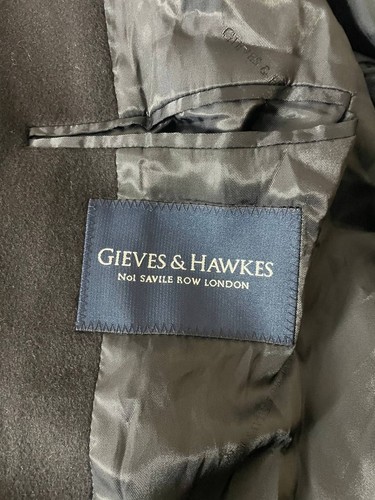 GIEVES & HAWKES
No1 SAVILE ROW LONDON